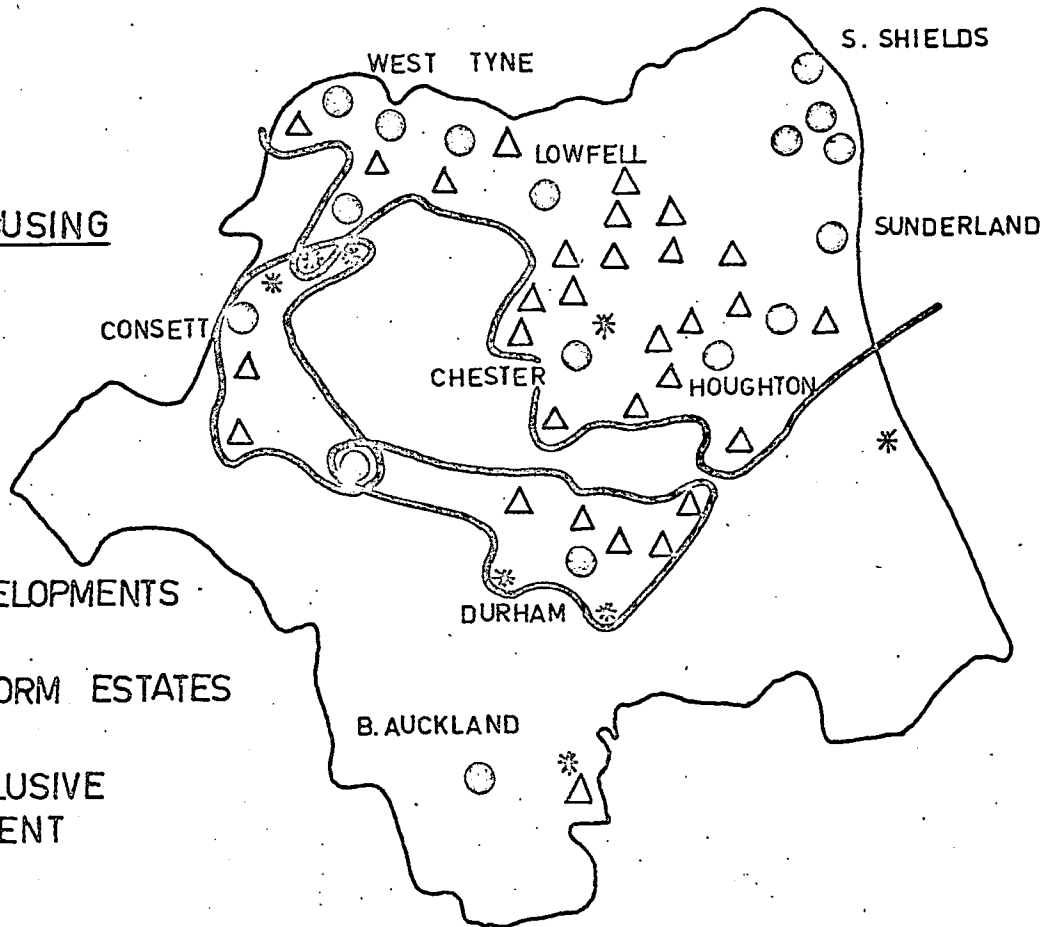 S. SHIELDS
WEST TYNE
LOWFELL
USING
SUNDERLAND
CONSETT
CHESTER
HOUGHTON
ELOPMENTS
DURHAM
ORM ESTATES
B. AUCKLAND
LUSIVE
ENT